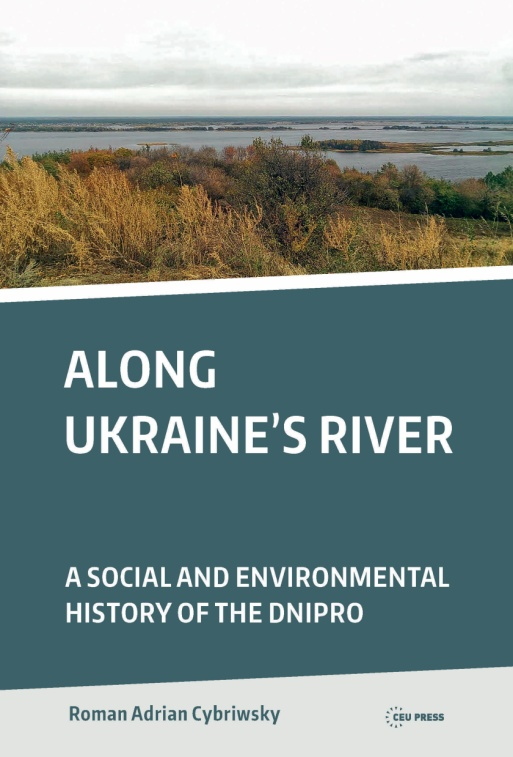 ALONG
UKRAINE’S RIVER
A SOCIAL AND ENVIRONMENTAL
HISTORY OF THE DNIPRO
Roman Adrian Cybriwsky
CEU PRESS